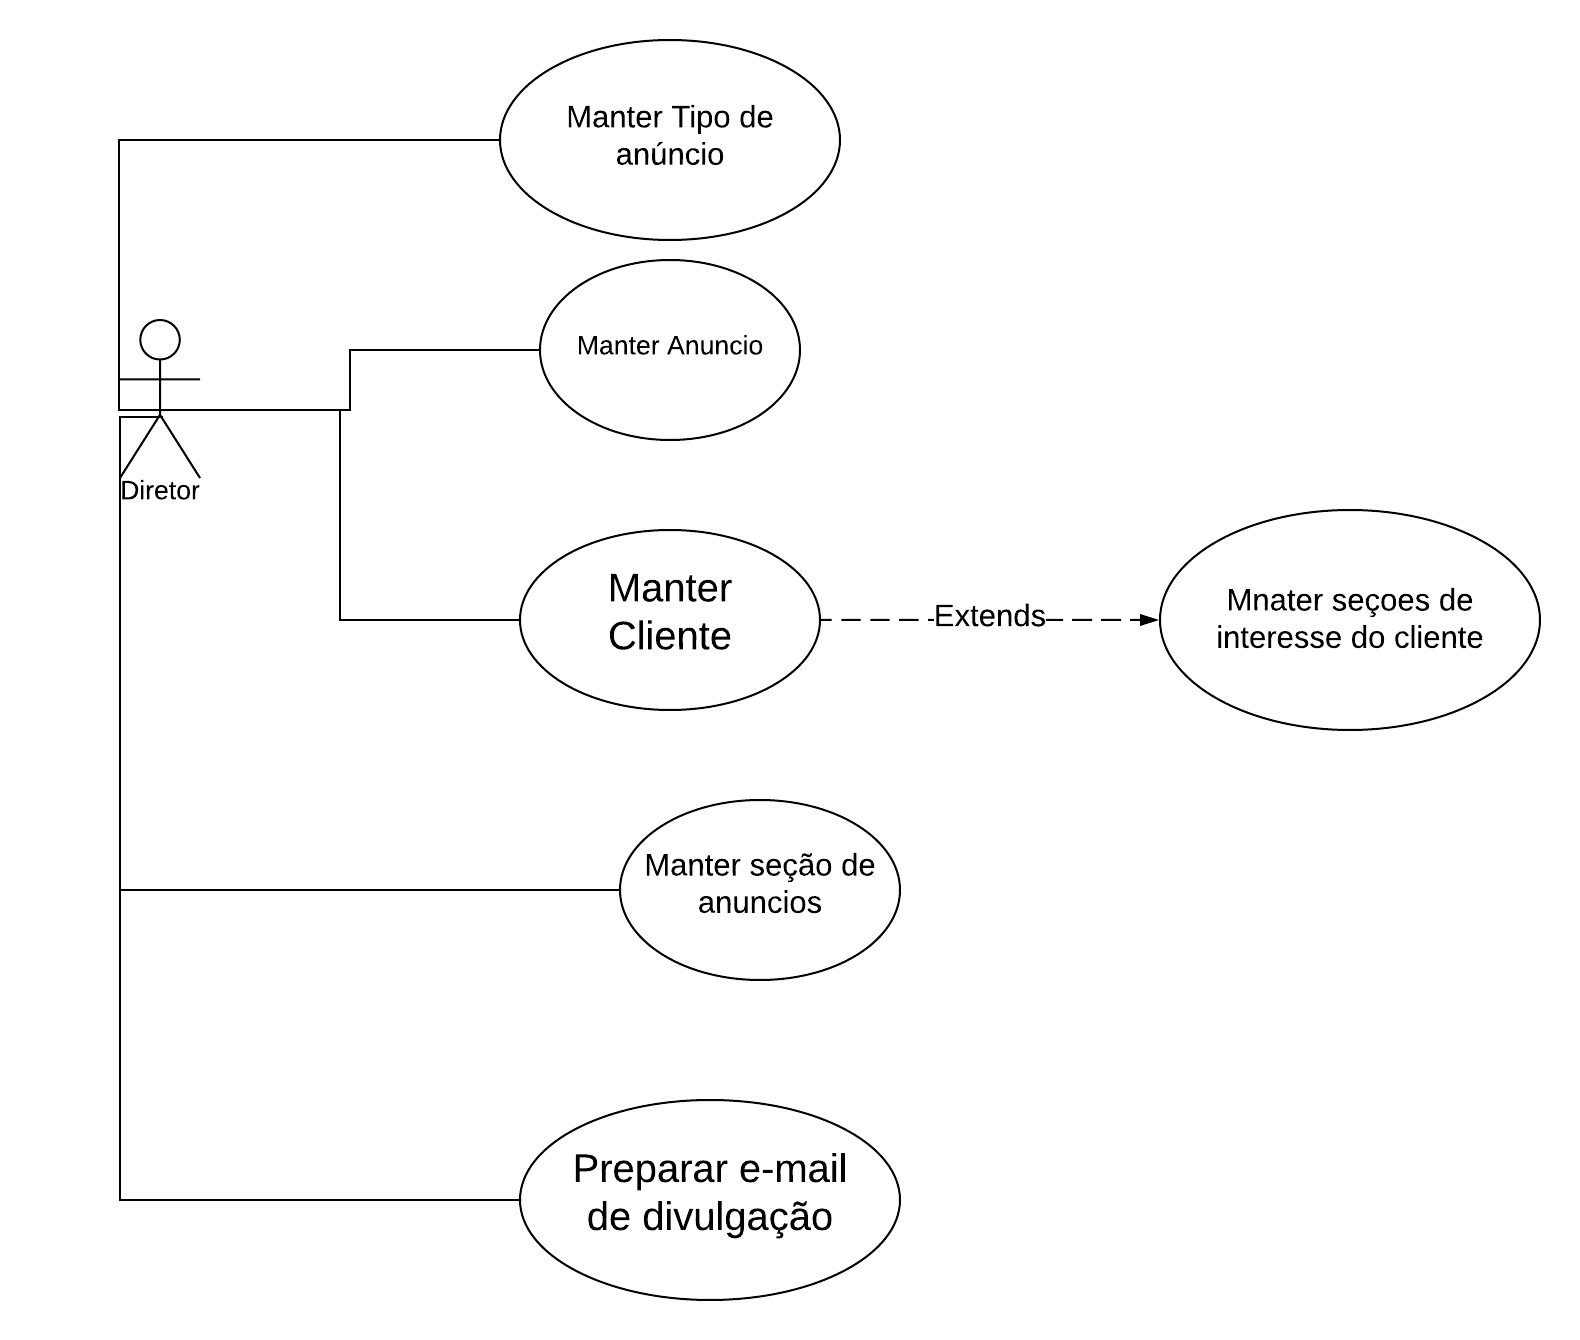 Manter Tipo de
anúncio
Manter Anuncio
Diretor
Manter
Cliente
Extends
Mnater seçoes de
interesse do cliente
Manter seção de
anuncios
Preparar e-mail
de divulgação